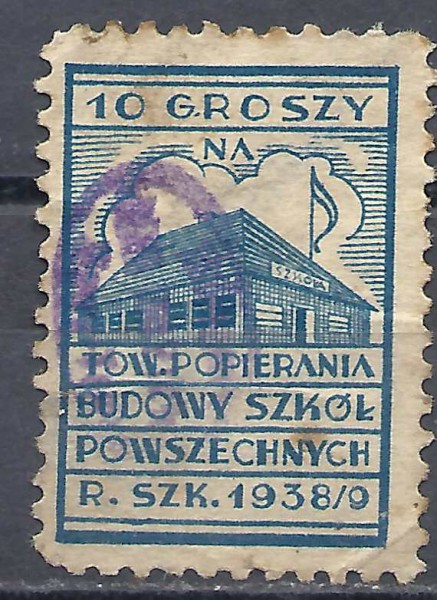 10 GROSZY
NA
SZKOŁA
TOW. POPIERANIA
BUDOWY SZKÓŁ
POWSZECHNYCH
R. SZK. 1938/9